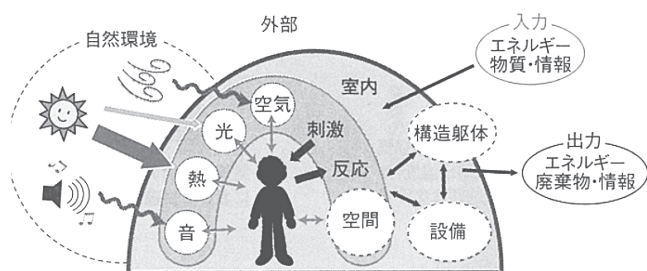 外部
自然環境
入力
エネルギー
物質・情報
室内
空気
光
刺激
構造躯体
熱
反応
出力
エネルギー
廃棄物・情報
音
空間
設備